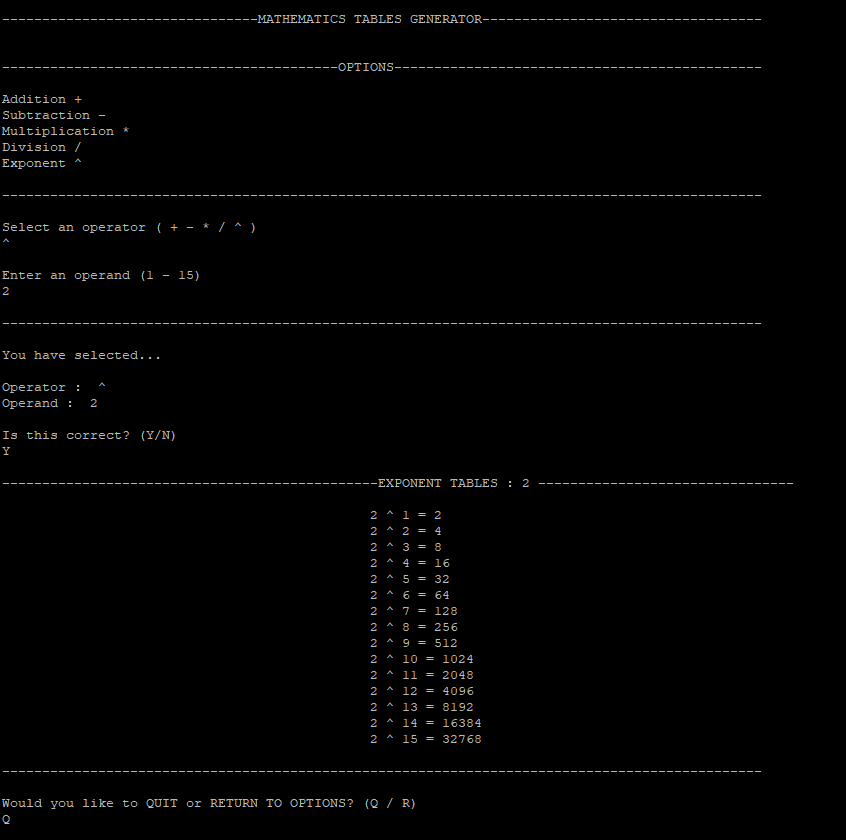 --------------------------------MATHEMATICS TABLES GENERATOR-----------------------------------
------------------------------------------OPTIONS----------------------------------------------
Addition +
Subtraction -
Multiplication *
Division /
Exponent ^
-----------------------------------------------------------------------------------------------
Select an operator ( + - * / ^ )
^
Enter an operand (1 - 15)
2
-----------------------------------------------------------------------------------------------
You have selected...
Operator :  ^
Operand :  2
Is this correct? (Y/N)
Y
-----------------------------------------------EXPONENT TABLES : 2 --------------------------------
2 ^ 1 = 2
2 ^ 2 = 4
2 ^ 3 = 8
2 ^ 4 = 16
2 ^ 5 = 32
2 ^ 6 = 64
2 ^ 7 = 128
2 ^ 8 = 256
2 ^ 9 = 512
2 ^ 10 = 1024
2 ^ 11 = 2048
2 ^ 12 = 4096
2 ^ 13 = 8192
2 ^ 14 = 16384
2 ^ 15 = 32768
-----------------------------------------------------------------------------------------------
Would you like to QUIT or RETURN TO OPTIONS? (Q / R)
Q